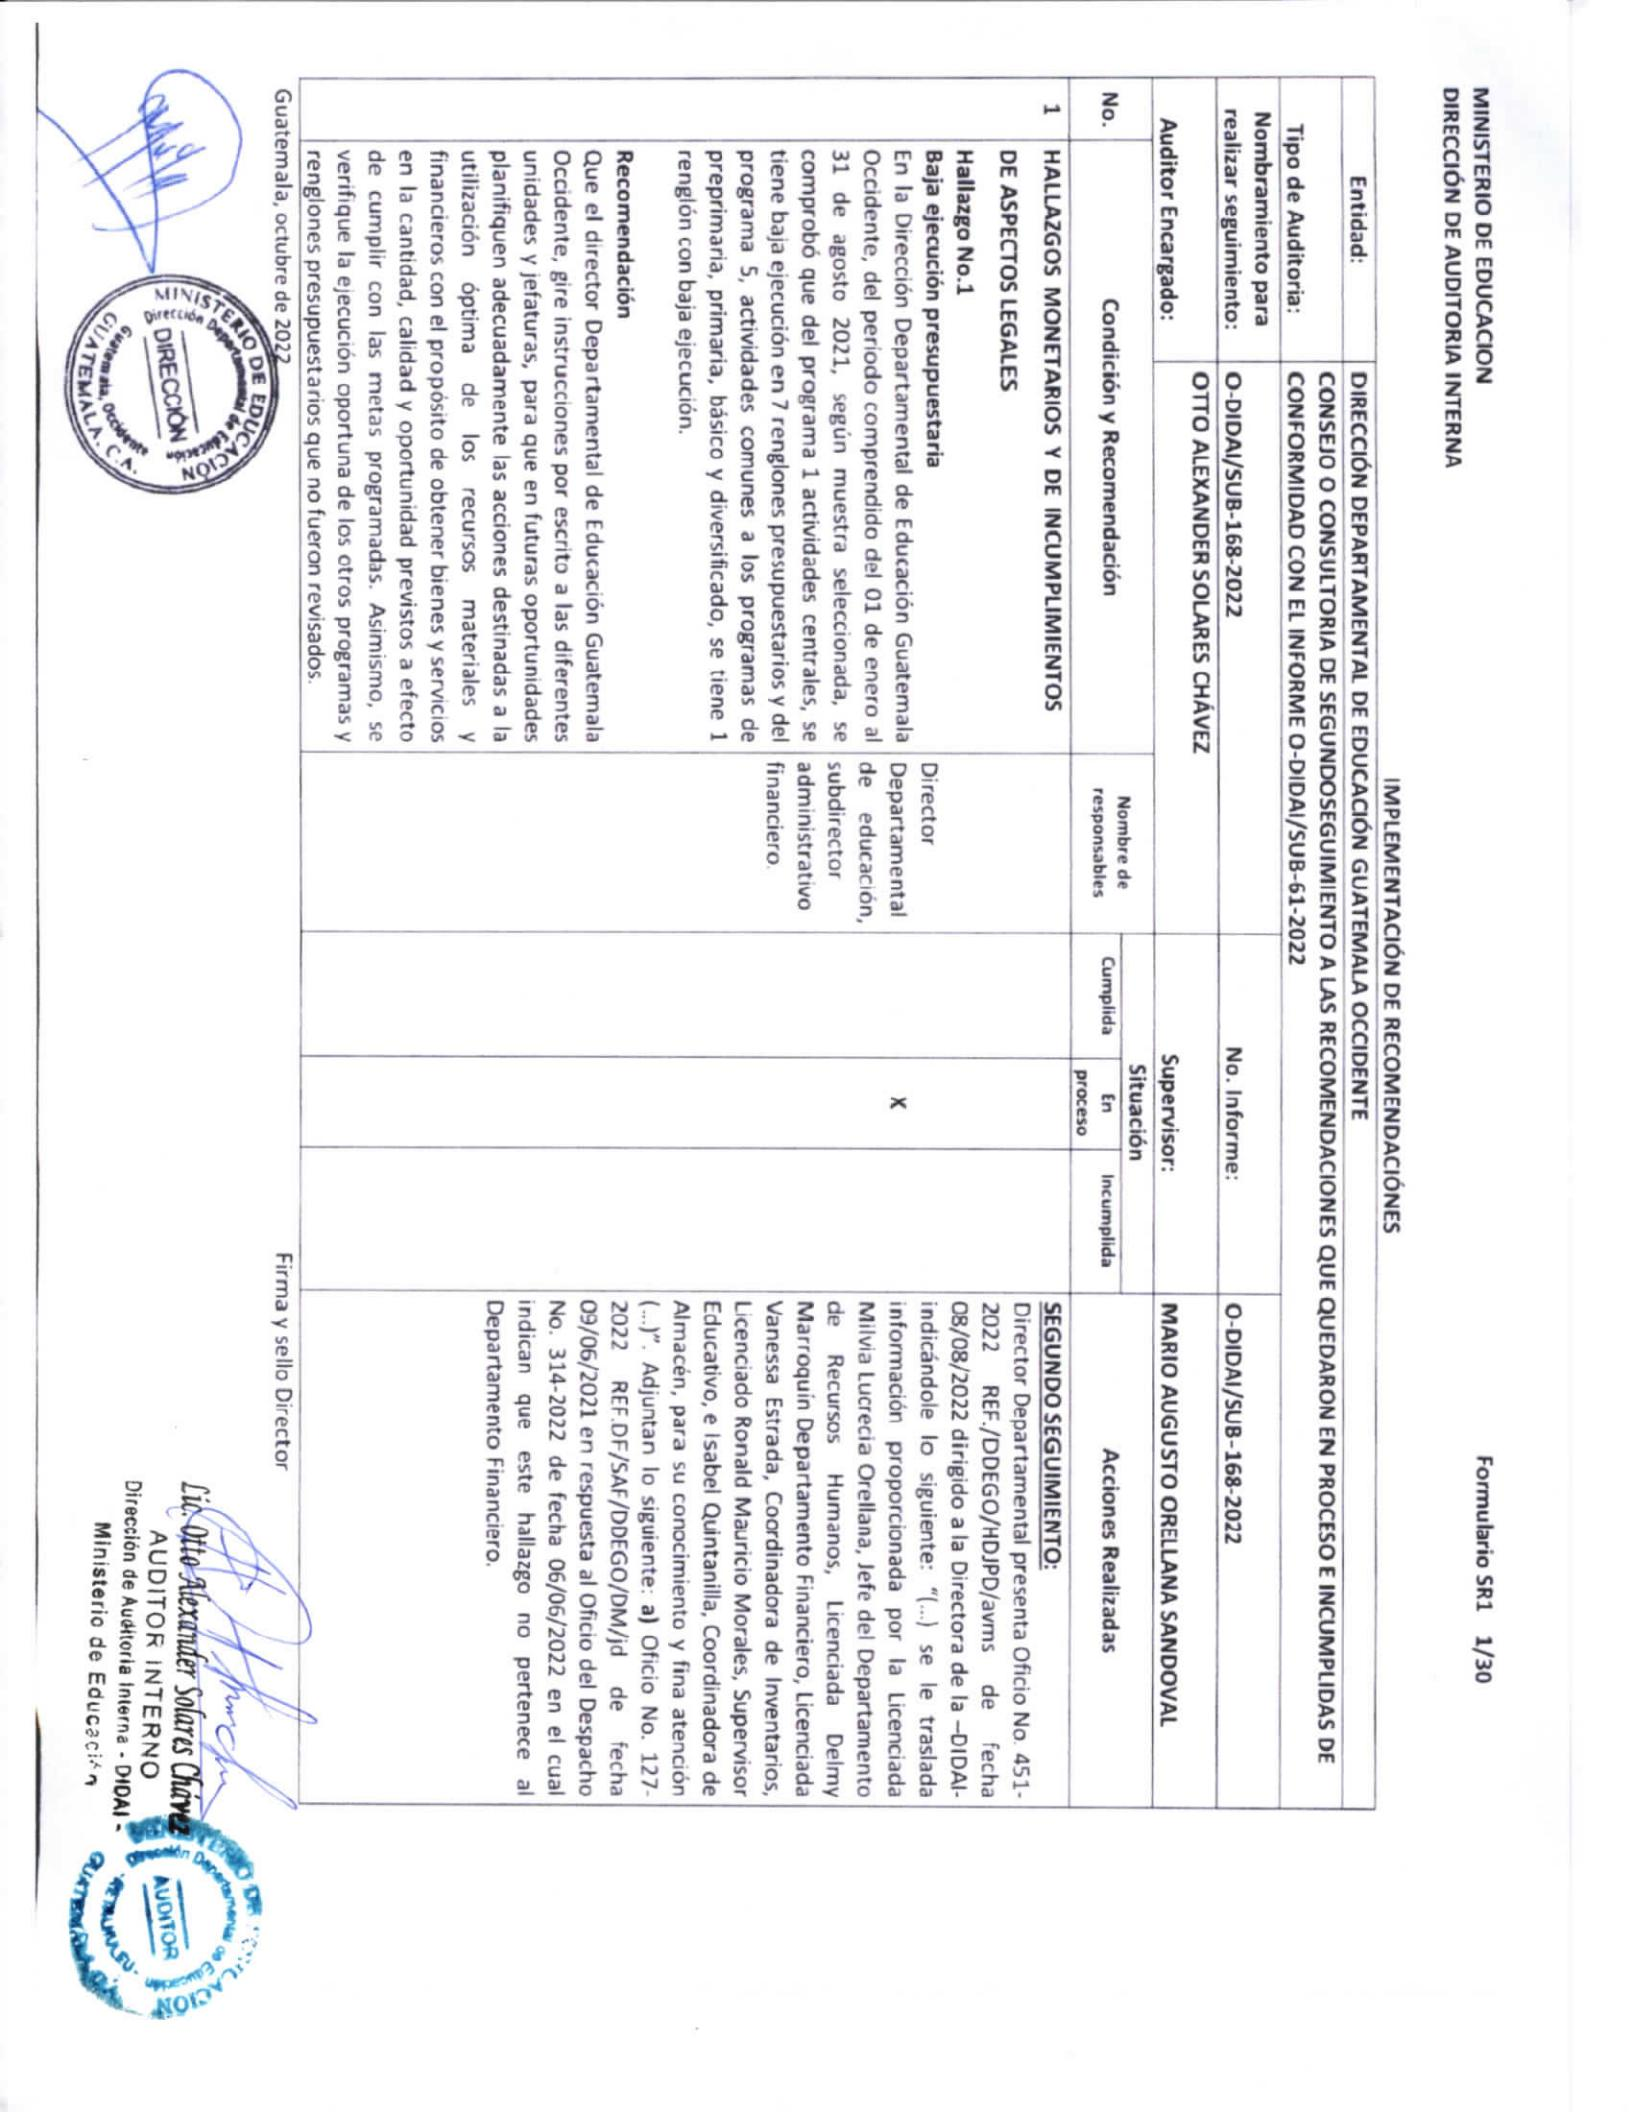 MINISTERIO DE EDUCACION
DIRECCIÓN DE AUDITORIA INTERNA
Formulario SR1 1/30
IMPLEMENTACIÓN DE RECOMENDACIÓNES
Entidad:
DIRECCIÓN DEPARTAMENTAL DE EDUCACIÓN GUATEMALA OCCIDENTE
Tipo de Auditoria:
CONSEJO O CONSULTORIA DE SEGUNDOSEGUIMIENTO A LAS RECOMENDACIONES QUE QUEDARON EN PROCESO E INCUMPLIDAS DE
CONFORMIDAD CON EL INFORME O-DIDAI/SUB-61-2022
Nombramiento para
realizar seguimiento:
O-DIDAI/SUB-168-2022
No. Informe:
O-DIDAI/SUB-168-2022
Auditor Encargado:
OTTO ALEXANDER SOLARES CHÁVEZ
Supervisor:
MARIO AUGUSTO ORELLANA SANDOVAL
No.
Condición y Recomendación
Nombre de
responsables
Situación
Cumplida
En
proceso
Incumplida
Acciones Realizadas
1
HALLAZGOS MONETARIOS Y DE INCUMPLIMIENTOS
DE ASPECTOS LEGALES
Hallazgo No.1
Baja ejecución presupuestaria
En la Dirección Departamental de Educación Guatemala
Occidente, del periodo comprendido del 01 de enero al
31 de agosto 2021, según muestra seleccionada, se
comprobó que del programa 1 actividades centrales, se
tiene baja ejecución en 7 renglones presupuestarios y del
programa 5, actividades comunes a los programas de
preprimaria, primaria, básico y diversificado, se tiene 1
renglón con baja ejecución.
Recomendación
Que el director Departamental de Educación Guatemala
Occidente, gire instrucciones por escrito a las diferentes
unidades y jefaturas, para que en futuras oportunidades
planifiquen adecuadamente las acciones destinadas a la
utilización óptima de los recursos materiales y
financieros con el propósito de obtener bienes y servicios
en la cantidad, calidad y oportunidad previstos a efecto
de cumplir con las metas programadas. Asimismo, se
verifique la ejecución oportuna de los otros programas y
renglones presupuestarios que no fueron revisados.
Director
Departamental
de educación,
subdirector
administrativo
financiero.
X
SEGUNDO SEGUIMIENTO:
Director Departamental presenta Oficio No. 451-
2022 REF./DDEGO/HDJPD/avms de fecha
08/08/2022 dirigido a la Directora de la –DIDAI-
indicándole lo siguiente: "(...) se le traslada
información proporcionada por la Licenciada
Milvia Lucrecia Orellana, Jefe del Departamento
de Recursos Humanos, Licenciada Delmy
Marroquín Departamento Financiero, Licenciada
Vanessa Estrada, Coordinadora de Inventarios,
Licenciado Ronald Mauricio Morales, Supervisor
Educativo, e Isabel Quintanilla, Coordinadora de
Almacén, para su conocimiento y fina atención
(...)". Adjuntan lo siguiente: a) Oficio No. 127-
2022 REF.DF/SAF/DDEGO/DM/jd de fecha
09/06/2021 en respuesta al Oficio del Despacho
No. 314-2022 de fecha 06/06/2022 en el cual
indican que este hallazgo no pertenece al
Departamento Financiero.
Guatemala, octubre de 2022
Firma y sello Director
MINISTERIO DE EDUCACIÓN
Dirección Departamental de Educación
DIRECCIÓN
Guatemala, Occidente
GUATEMALA, C.A.
Lic. Otto Alexander Solares Chávez
AUDITOR INTERNO
Dirección de Auditoria Interna - DIDAI -
Ministerio de Educación
Dirección Departamental de Educación
AUDITOR